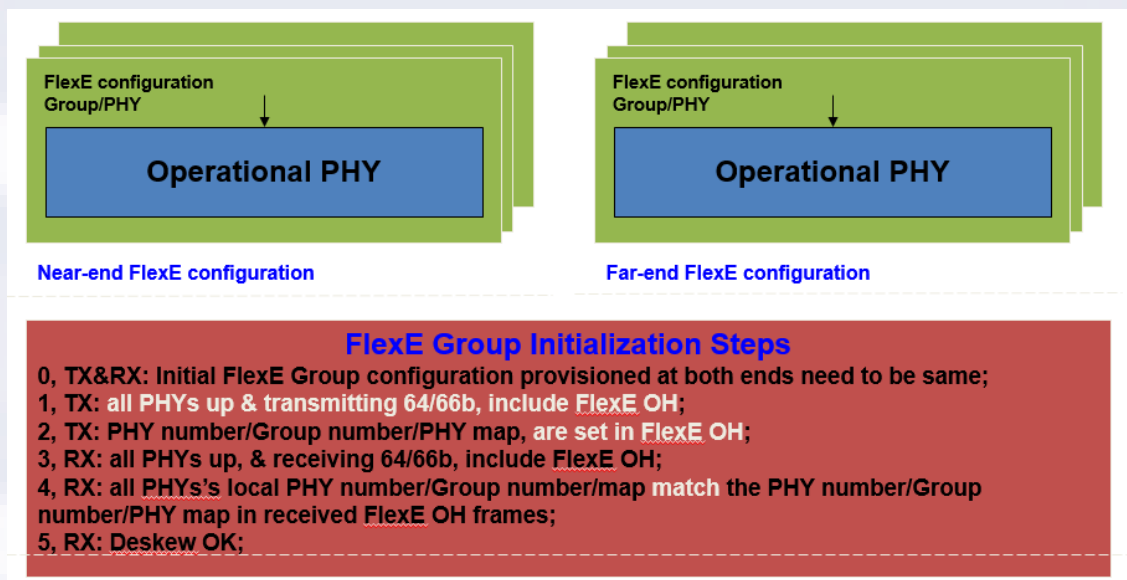 FlexE configuration
Group/PHY
Operational PHY
Near-end FlexE configuration
FlexE configuration
Group/PHY
Operational PHY
Far-end FlexE configuration
FlexE Group Initialization Steps
0, TX&RX: Initial FlexE Group configuration provisioned at both ends need to be same;
1, TX: all PHYs up & transmitting 64/66b, include FlexE OH;
2, TX: PHY number/Group number/PHY map, are set in FlexE OH;
3, RX: all PHYs up, & receiving 64/66b, include FlexE OH;
4, RX: all PHYs's local PHY number/Group number/map match the PHY number/Group
number/PHY map in received FlexE OH frames;
5, RX: Deskew OK;